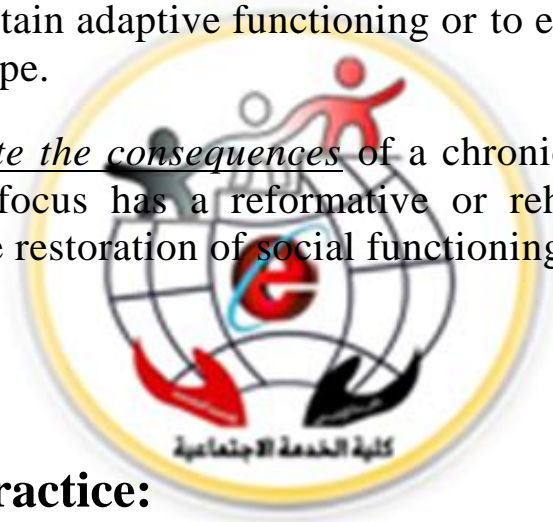 tain adaptive functioning or to e
pe.
te the consequences of a chronic
focus has a reformative or reh
e restoration of social functioning
e
كلية الخدمة الاجتماعية
ractice: